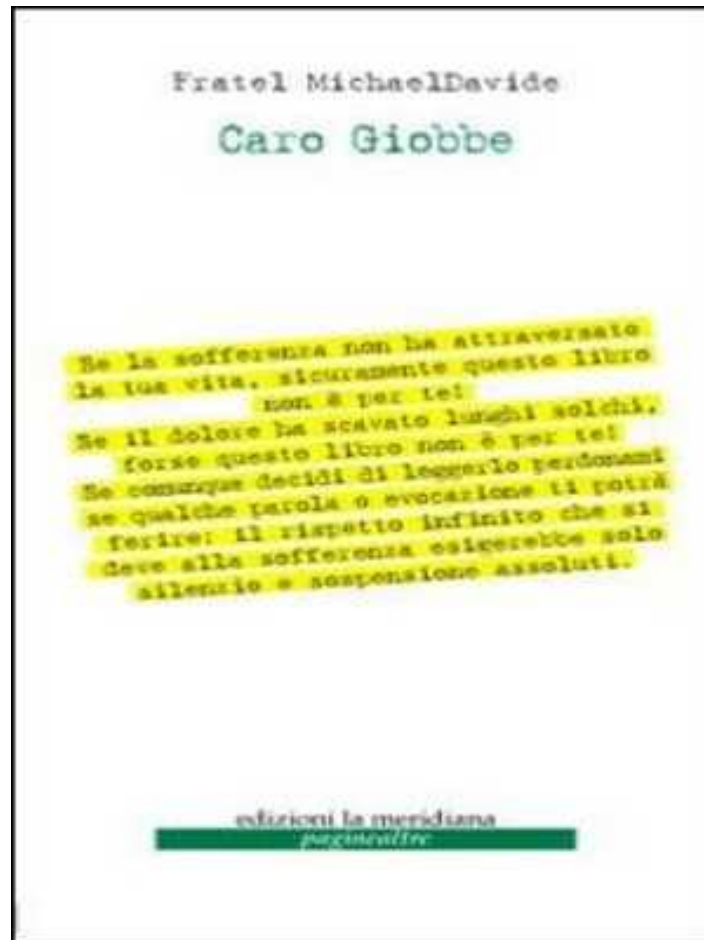 Fratel MichaelDavide
Caro Giobbe
Se la sofferenza non ha attraversato
la tua vita, sicuramente questo libro
non è per te!
Se il dolore ha scavato lunghi solchi,
forse questo libro non è per te!
Se comunque decidi di leggerlo perdonami
se qualche parola o evocazione ti potrà
ferire: il rispetto infinito che si
deve alla sofferenza esigerebbe solo
silenzio e sospensione assoluti.
edizioni la meridiana
paginealtre